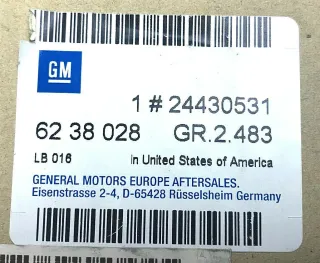 GM
1 # 24430531
62 38 028 GR.2.483
LB 016 in United States of America
GENERAL MOTORS EUROPE AFTERSALES.
Eisenstrasse 2-4, D-65428 Rüsselsheim Germany